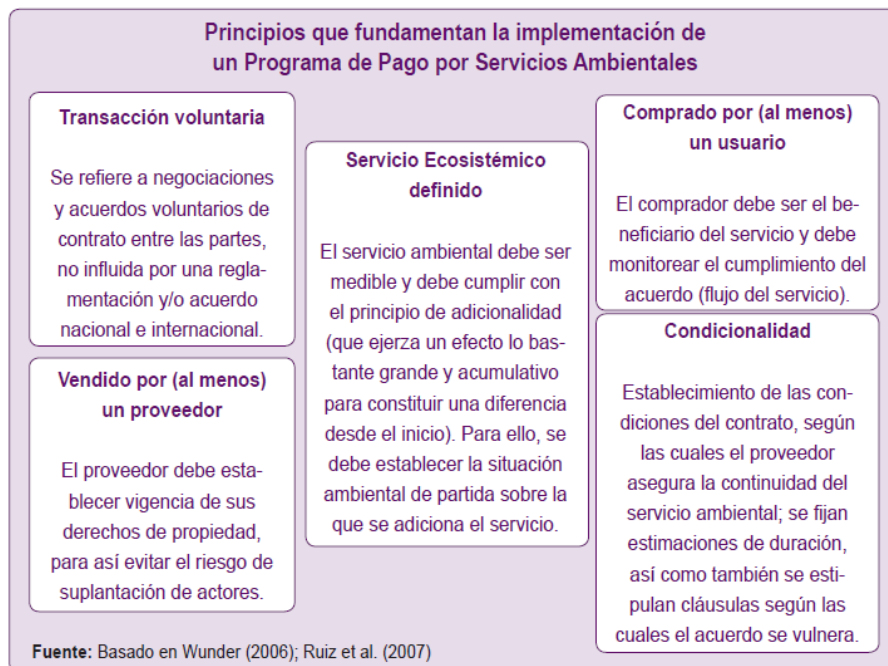 Principios que fundamentan la implementación de
un Programa de Pago por Servicios Ambientales
Transacción voluntaria
Se refiere a negociaciones
y acuerdos voluntarios de
contrato entre las partes,
no influida por una regla-
mentación y/o acuerdo
nacional e internacional.
Vendido por (al menos)
un proveedor
El proveedor debe esta-
blecer vigencia de sus
derechos de propiedad,
para así evitar el riesgo de
suplantación de actores.
Servicio Ecosistémico
definido
El servicio ambiental debe ser
medible y debe cumplir con
el principio de adicionalidad
(que ejerza un efecto lo bas-
tante grande y acumulativo
para constituir una diferencia
desde el inicio). Para ello, se
debe establecer la situación
ambiental de partida sobre la
que se adiciona el servicio.
Comprado por (al menos)
un usuario
El comprador debe ser el be-
neficiario del servicio y debe
monitorear el cumplimiento del
acuerdo (flujo del servicio).
Condicionalidad
Establecimiento de las con-
diciones del contrato, según
las cuales el proveedor
asegura la continuidad del
servicio ambiental; se fijan
estimaciones de duración,
así como también se esti-
pulan cláusulas según las
cuales el acuerdo se vulnera.
Fuente: Basado en Wunder (2006); Ruiz et al. (2007)